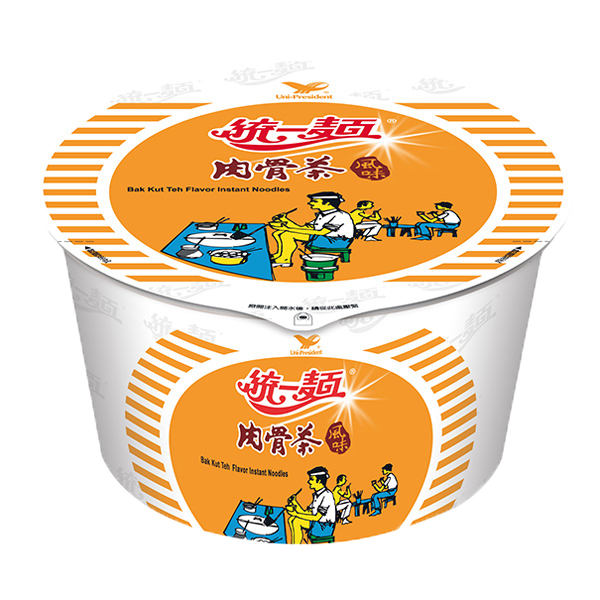 Uni-President
統一麵®
肉骨茶 風味
Bak Kut Teh Flavor Instant Noodles
Uni-President
統一麵®
肉骨茶 風味
Bak Kut Teh Flavor Instant Noodles